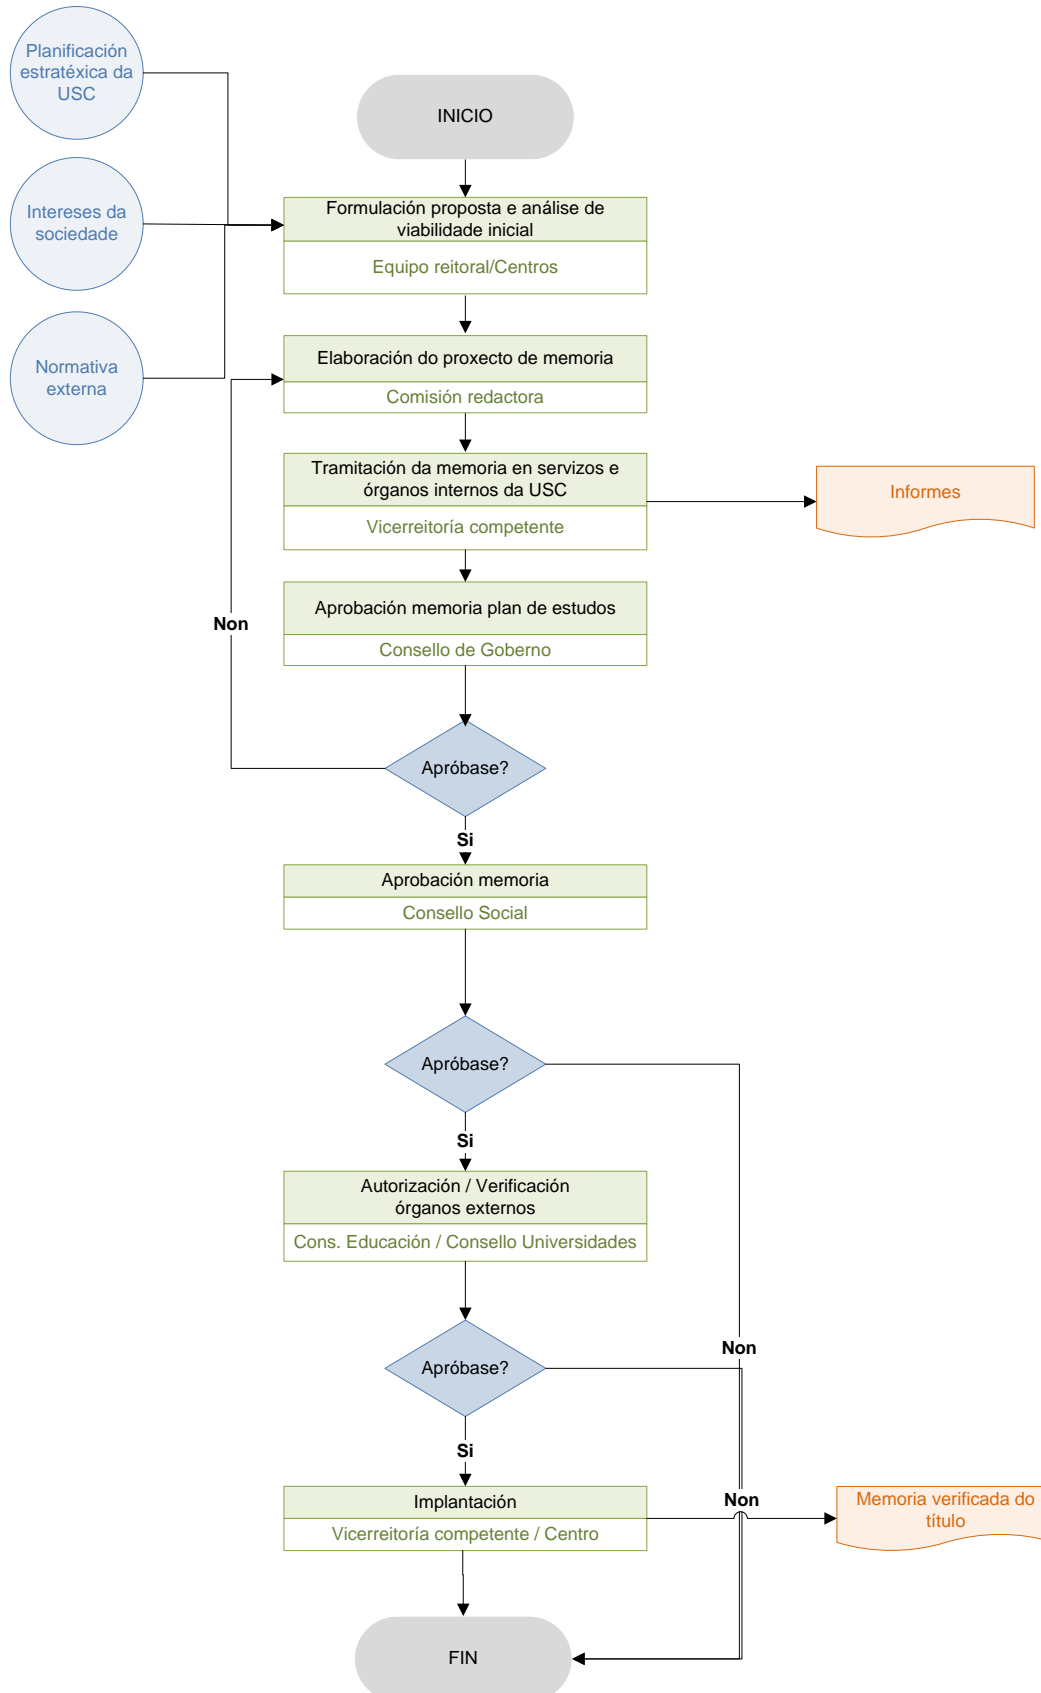 Planificación
estratéxica da
USC
INICIO
Intereses da
sociedade
Formulación proposta e análise de
viabilidade inicial
Equipo reitoral/Centros
Normativa
externa
Elaboración do proxecto de memoria
Comisión redactora
Tramitación da memoria en servizos e
órganos internos da USC
Vicerreitoría competente
Informes
Aprobación memoria plan de estudos
Consello de Goberno
Non
Apróbase?
Si
Aprobación memoria
Consello Social
Apróbase?
Si
Autorización / Verificación
órganos externos
Cons. Educación / Consello Universidades
Non
Apróbase?
Si
Implantación
Vicerreitoría competente / Centro
Non
Memoria verificada do
título
FIN